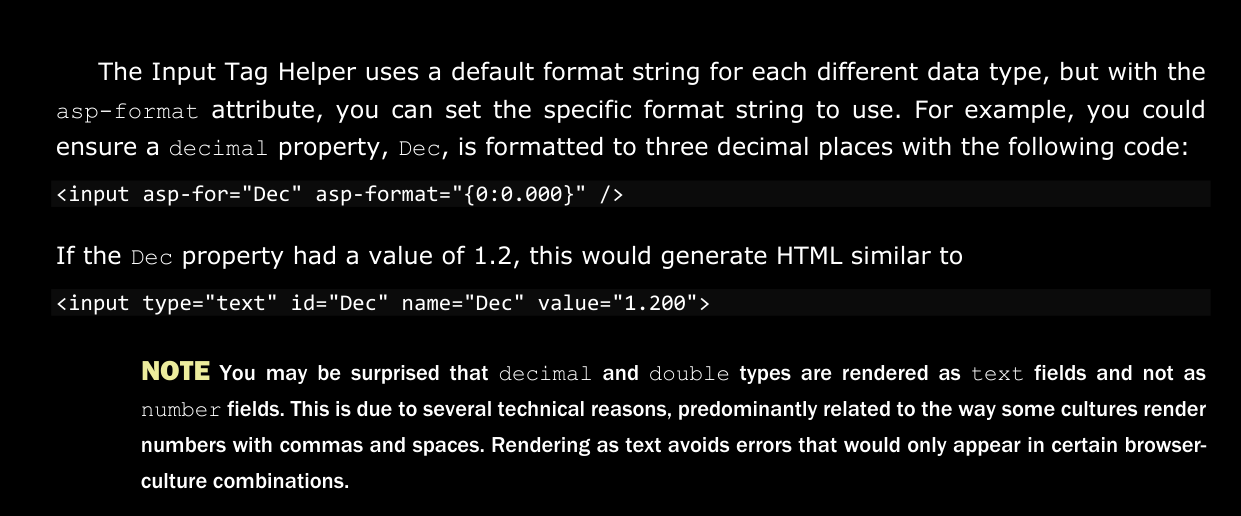 The Input Tag Helper uses a default format string for each different data type, but with the
asp-format attribute, you can set the specific format string to use. For example, you could
ensure a decimal property, Dec, is formatted to three decimal places with the following code:
<input asp-for="Dec" asp-format="{0:0.000}" />
If the Dec property had a value of 1.2, this would generate HTML similar to
<input type="text" id="Dec" name="Dec" value="1.200">
NOTE You may be surprised that decimal and double types are rendered as text fields and not as
number fields. This is due to several technical reasons, predominantly related to the way some cultures render
numbers with commas and spaces. Rendering as text avoids errors that would only appear in certain browser-
culture combinations.